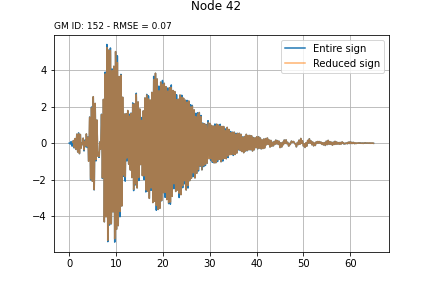 Node 42
GM ID: 152 - RMSE = 0.07
Entire sign
Reduced sign
4
2
0
−2
−4
0 10 20 30 40 50 60